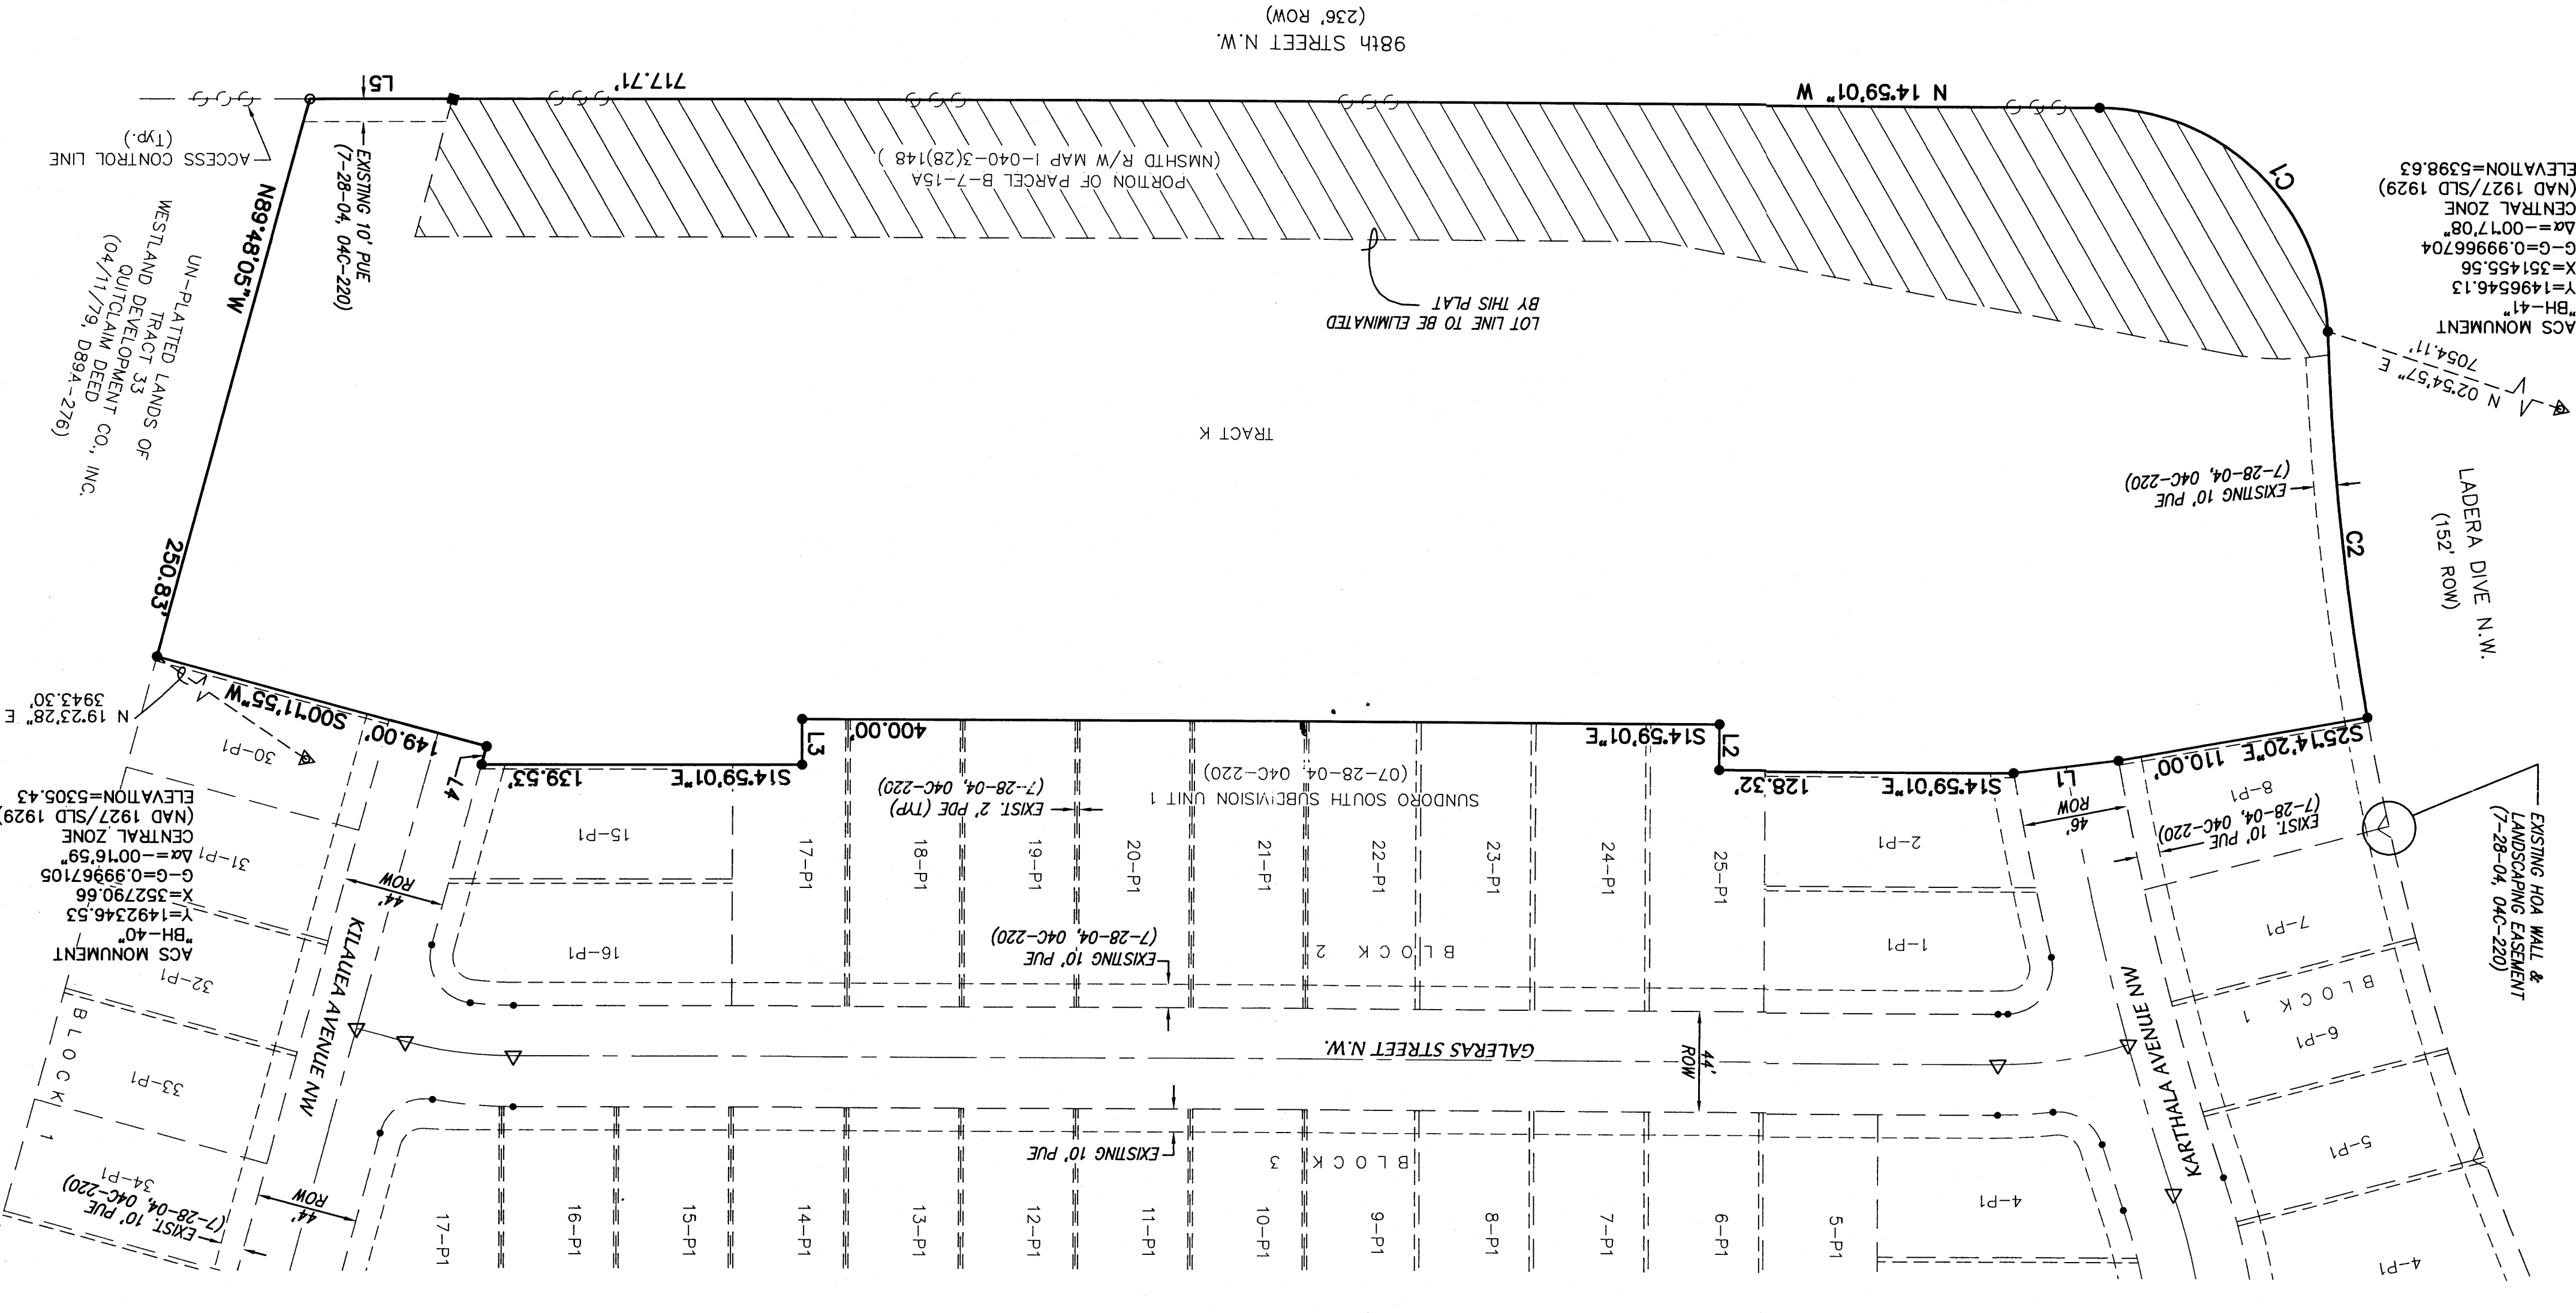 98th STREET N.W.
(236' ROW)
N 14°59'01" W
717.71'
L5
C1
C2
ACS MONUMENT
"BH-41"
Y=1496546.13
X=351455.56
G-G=0.99966704
Δα=-00°17'08"
CENTRAL ZONE
(NAD 1927/SLD 1929)
ELEVATION=5398.63
N 02°54'57" E
7054.11'
LADERA DIVE N.W.
(152' ROW)
EXISTING 10' PUE
(7-28-04, 04C-220)
PORTION OF PARCEL B-7-15A
(NMSHTD R/W MAP I-040-3(28)148 )
LOT LINE TO BE ELIMINATED
BY THIS PLAT
TRACT K
EXISTING 10' PUE
(7-28-04, 04C-220)
ACCESS CONTROL LINE
(Typ.)
N89°48'05"W
250.83'
UN-PLATTED LANDS OF
TRACT 33
WESTLAND DEVELOPMENT CO., INC.
QUITCLAIM DEED
(04/11/79, D89A-276)
N 19°23'28" E
3943.30'
S00°11'55"W
149.00'
L4
S14°59'01"E
139.53'
L3
400.00'
S14°59'01"E
L2
S14°59'01"E
128.32'
L1
S25°14'20"E
110.00'
EXISTING HOA WALL &
LANDSCAPING EASEMENT
(7-28-04, 04C-220)
EXIST. 10' PUE
(7-28-04, 04C-220)
46'
ROW
8-P1
7-P1
6-P1
5-P1
4-P1
BLOCK 1
KARTHALA AVENUE NW
2-P1
1-P1
25-P1
24-P1
23-P1
22-P1
21-P1
20-P1
19-P1
18-P1
17-P1
15-P1
16-P1
SUNDORO SOUTH SUBDIVISION UNIT 1
(07-28-04, 04C-220)
EXIST. 2' PDE (TYP)
(7-28-04, 04C-220)
BLOCK 2
EXISTING 10' PUE
(7-28-04, 04C-220)
GALERAS STREET N.W.
44'
ROW
EXISTING 10' PUE
BLOCK 3
4-P1
5-P1
6-P1
7-P1
8-P1
9-P1
10-P1
11-P1
12-P1
13-P1
14-P1
15-P1
16-P1
17-P1
ACS MONUMENT
"BH-40"
Y=1492346.53
X=352790.66
G-G=0.99967105
Δα=-00°16'59"
CENTRAL ZONE
(NAD 1927/SLD 1929)
ELEVATION=5305.43
30-P1
31-P1
32-P1
33-P1
34-P1
BLOCK 1
KILAUEA AVENUE NW
44'
ROW
44'
ROW
EXIST. 10' PUE
(7-28-04, 04C-220)